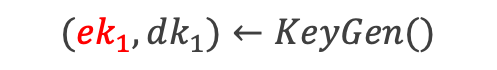 (ek₁, dk₁) ← KeyGen()